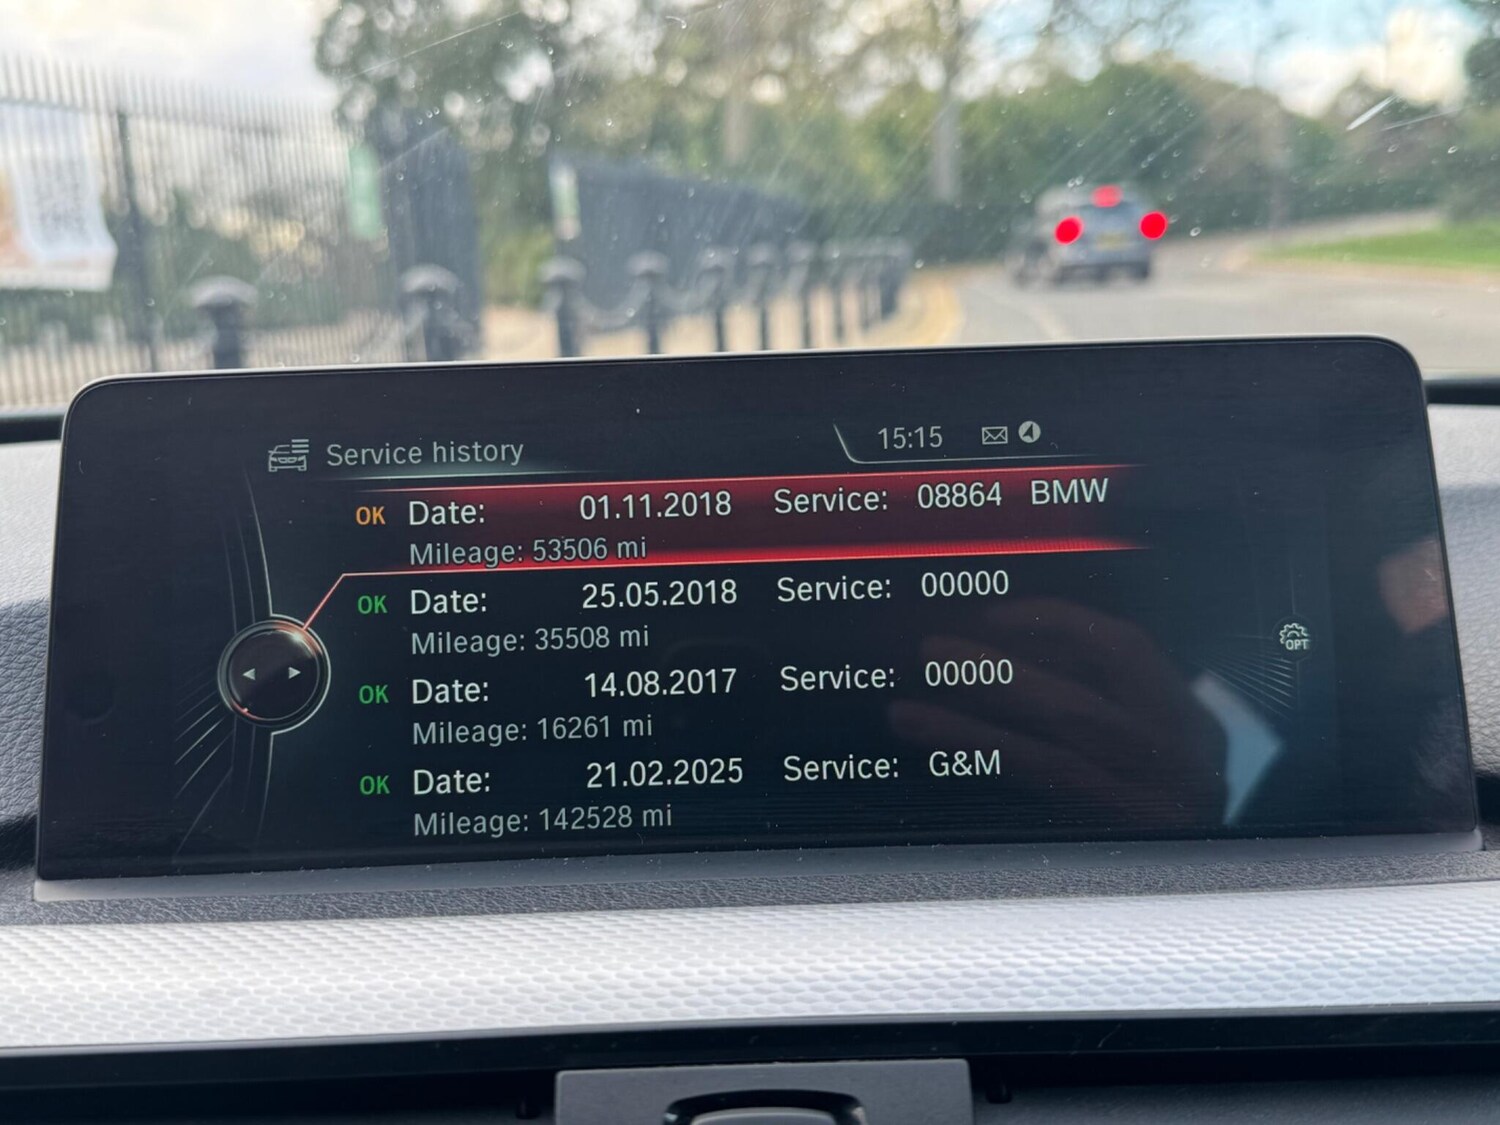 Service history 15:15
OK Date: 01.11.2018 Service: 08864 BMW
Mileage: 53506 mi
OK Date: 25.05.2018 Service: 00000
Mileage: 35508 mi
OK Date: 14.08.2017 Service: 00000
Mileage: 16261 mi
OPT
OK Date: 21.02.2025 Service: G&M
Mileage: 142528 mi